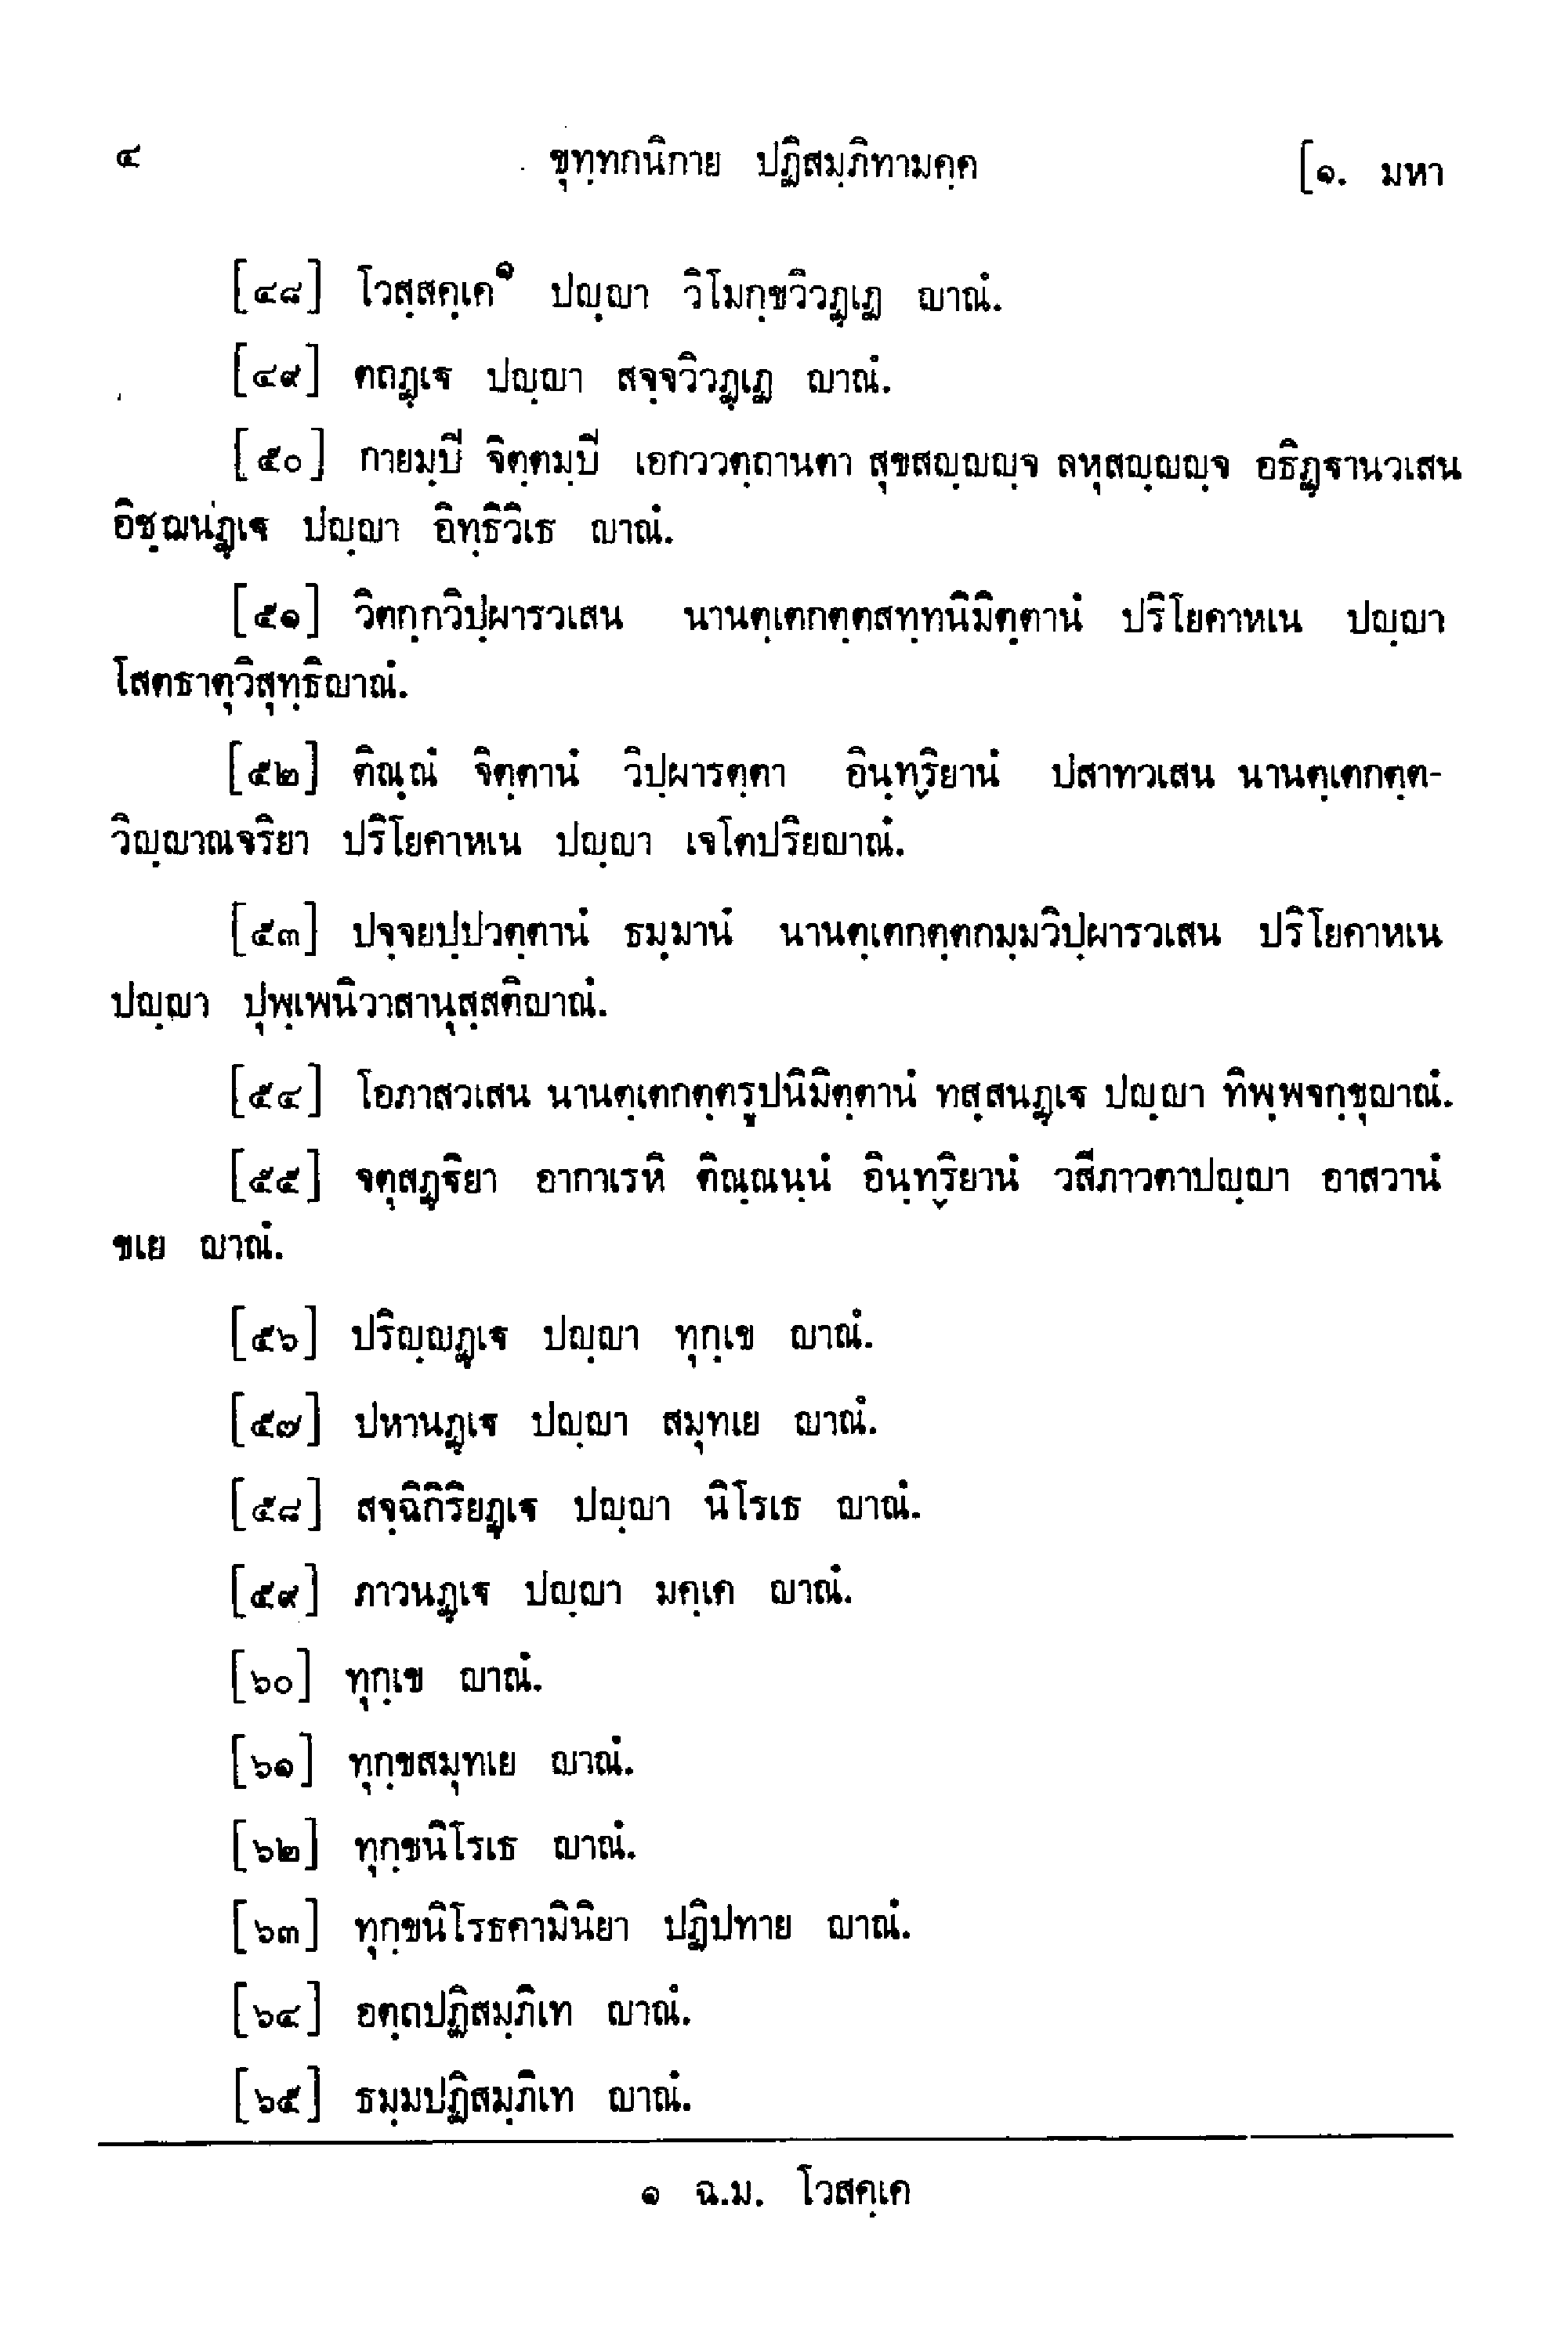 ๔ ขุทฺทกนิกาย ปฏิสมฺภิทามคฺค [๑. มหา
[๔๘] โวสฺสคฺเค๑ ปญฺญา วิโมกฺขวิวฏฺเฏ ญาณํ.
[๔๙] ตถฏฺเฐ ปญฺญา สจฺจวิวฏฺเฏ ญาณํ.
[๕๐] กายมฺปิ จิตฺตมฺปิ เอกววตฺถานตา สุขสญฺญญฺจ ลหุสญฺญญฺจ อธิฏฺฐานวเสน
อิชฺฌนฏฺเฐ ปญฺญา อิทฺธิวิเธ ญาณํ.
[๕๑] วิตกฺกวิปฺผารวเสน นานตฺเตกตฺตสทฺทนิมิตฺตานํ ปริโยคาหเน ปญฺญา
โสตธาตุวิสุทฺธิญาณํ.
[๕๒] ติณฺณํ จิตฺตานํ วิปฺผารตฺตา อินฺทฺริยานํ ปสาทวเสน นานตฺเตกตฺต-
วิญฺญาณจริยา ปริโยคาหเน ปญฺญา เจโตปริยญาณํ.
[๕๓] ปจฺจยปฺปวตฺตานํ ธมฺมานํ นานตฺเตกตฺตกมฺมวิปฺผารวเสน ปริโยคาหเน
ปญฺญา ปุพฺเพนิวาสานุสฺสติญาณํ.
[๕๔] โอภาสวเสน นานตฺเตกตฺตรูปนิมิตฺตานํ ทสฺสนฏฺเฐ ปญฺญา ทิพฺพจกฺขุญาณํ.
[๕๕] จตุสฏฺฐิยา อากาเรหิ ติณฺณนฺนํ อินฺทฺริยานํ วสีภาวตาปญฺญา อาสวานํ
ขเย ญาณํ.
[๕๖] ปริญฺญฏฺเฐ ปญฺญา ทุกฺเข ญาณํ.
[๕๗] ปหานฏฺเฐ ปญฺญา สมุทเย ญาณํ.
[๕๘] สจฺฉิกิริยฏฺเฐ ปญฺญา นิโรเธ ญาณํ.
[๕๙] ภาวนฏฺเฐ ปญฺญา มคฺเค ญาณํ.
[๖๐] ทุกฺเข ญาณํ.
[๖๑] ทุกฺขสมุทเย ญาณํ.
[๖๒] ทุกฺขนิโรเธ ญาณํ.
[๖๓] ทุกฺขนิโรธคามินิยา ปฏิปทาย ญาณํ.
[๖๔] อตฺถปฏิสมฺภิเท ญาณํ.
[๖๕] ธมฺมปฏิสมฺภิเท ญาณํ.
๑ ฉ.ม. โวสคฺเค